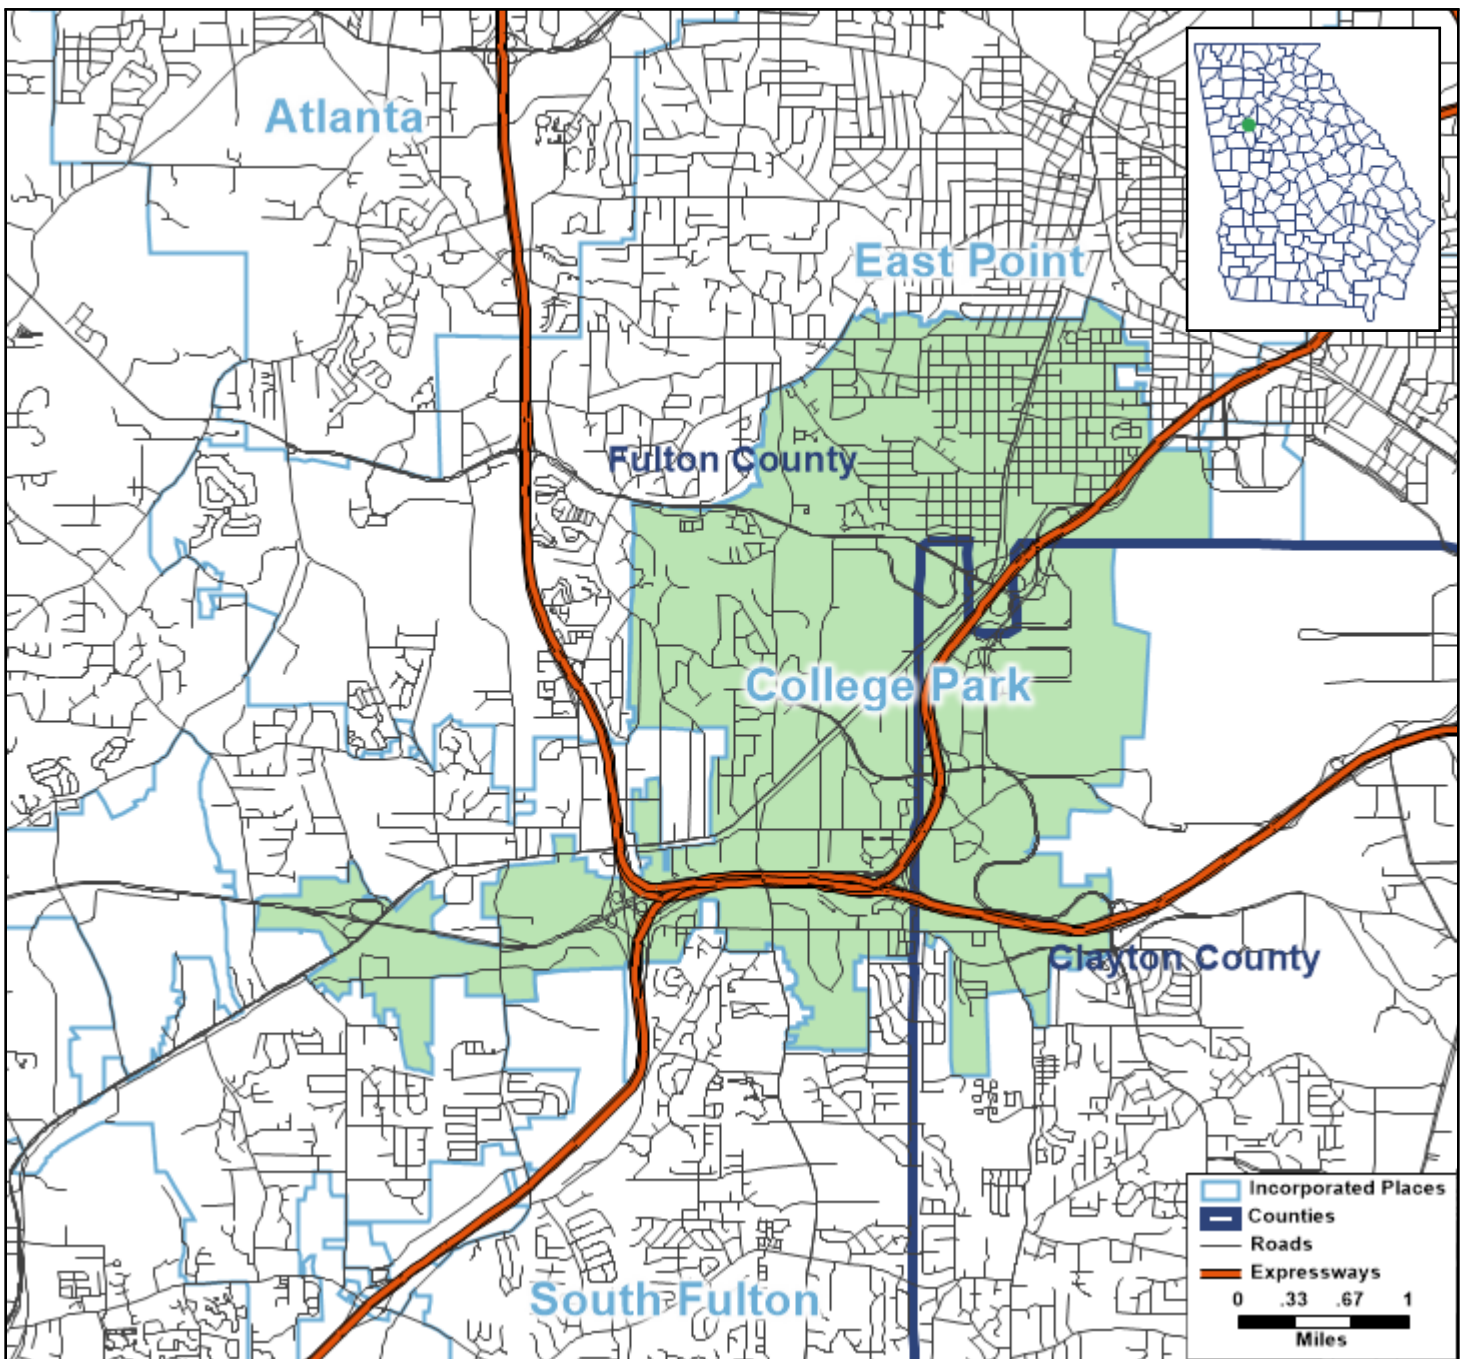 Atlanta
East Point
Fulton County
College Park
Clayton County
South Fulton
Incorporated Places
Counties
Roads
Expressways
0 .33 .67 1
Miles